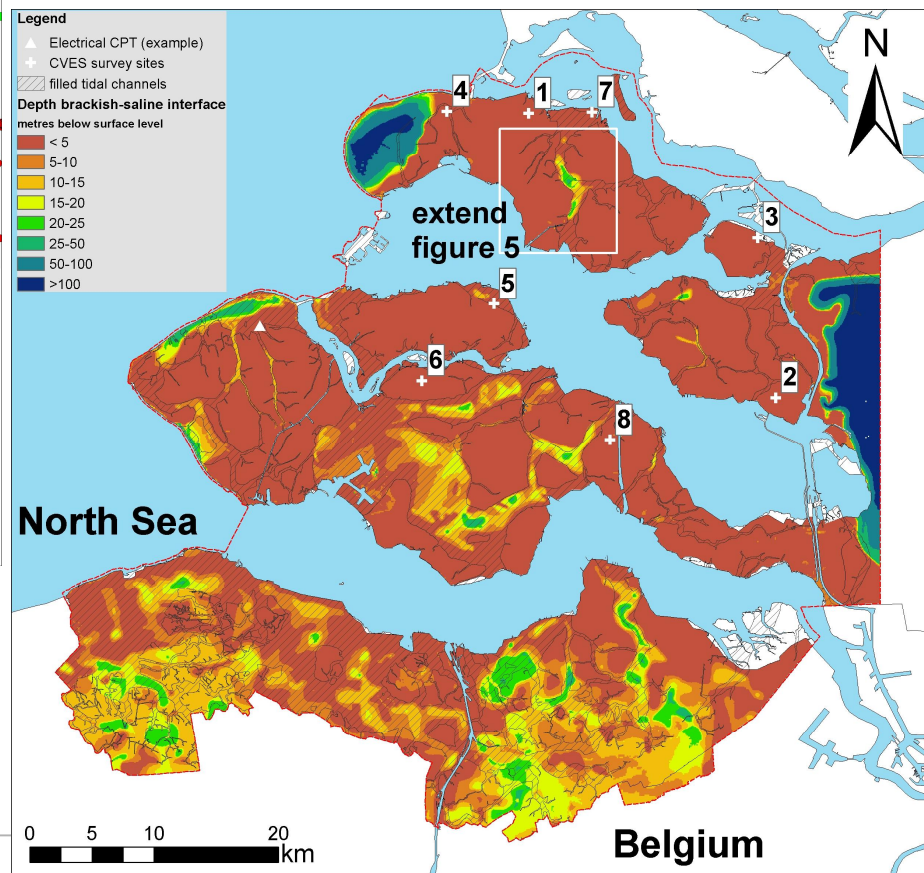 Legend
Electrical CPT (example)
CVES survey sites
filled tidal channels
Depth brackish-saline interface
metres below surface level
< 5
5-10
10-15
15-20
20-25
25-50
50-100
>100
N
4
1
7
extend
figure 5
3
5
6
2
8
North Sea
0 5 10 20
km
Belgium